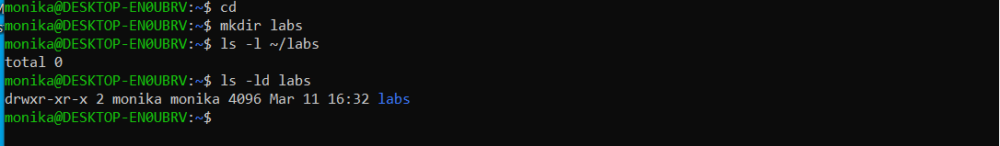 monika@DESKTOP-EN0UBRV:~$ cd
monika@DESKTOP-EN0UBRV:~$ mkdir labs
monika@DESKTOP-EN0UBRV:~$ ls -l ~/labs
total 0
monika@DESKTOP-EN0UBRV:~$ ls -ld labs
drwxr-xr-x 2 monika monika 4096 Mar 11 16:32 labs
monika@DESKTOP-EN0UBRV:~$